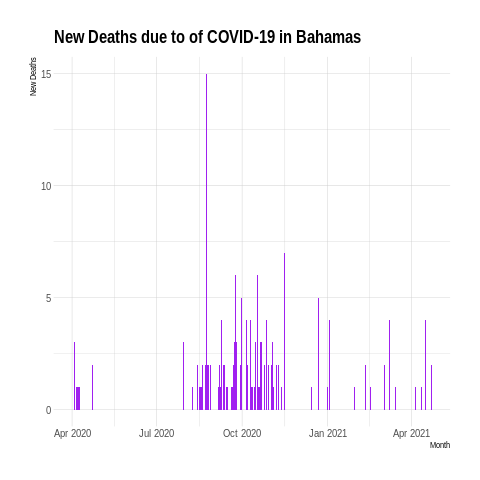 New Deaths due to of COVID-19 in Bahamas
New Deaths
15
10
5
0
Apr 2020
Jul 2020
Oct 2020
Jan 2021
Apr 2021
Month